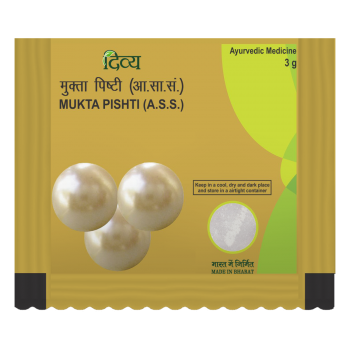 दिव्य
Ayurvedic Medicine
3 g
मुक्ता पिष्टी (आ.सा.सं.)
MUKTA PISHTI (A.S.S.)
Keep in a cool, dry and dark place
and store in a airtight container
भारत में निर्मित
MADE IN BHARAT